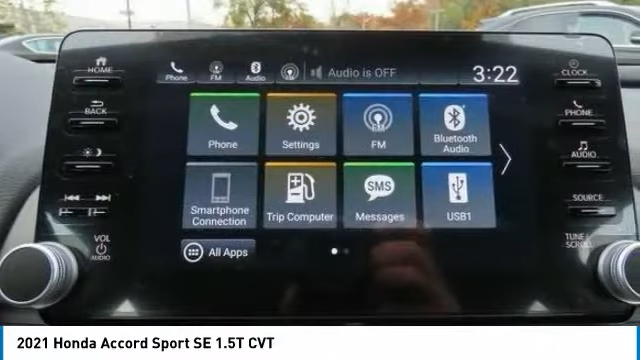 HOME
BACK
VOL
AUDIO
Phone
FM
Audio
Audio is OFF
3:22
Phone
Settings
FM
FM
Bluetooth
Audio
Smartphone
Connection
Trip Computer
SMS
Messages
USB1
All Apps
CLOCK
PHONE
AUDIO
SOURCE
TUNE/
SCROLL
2021 Honda Accord Sport SE 1.5T CVT